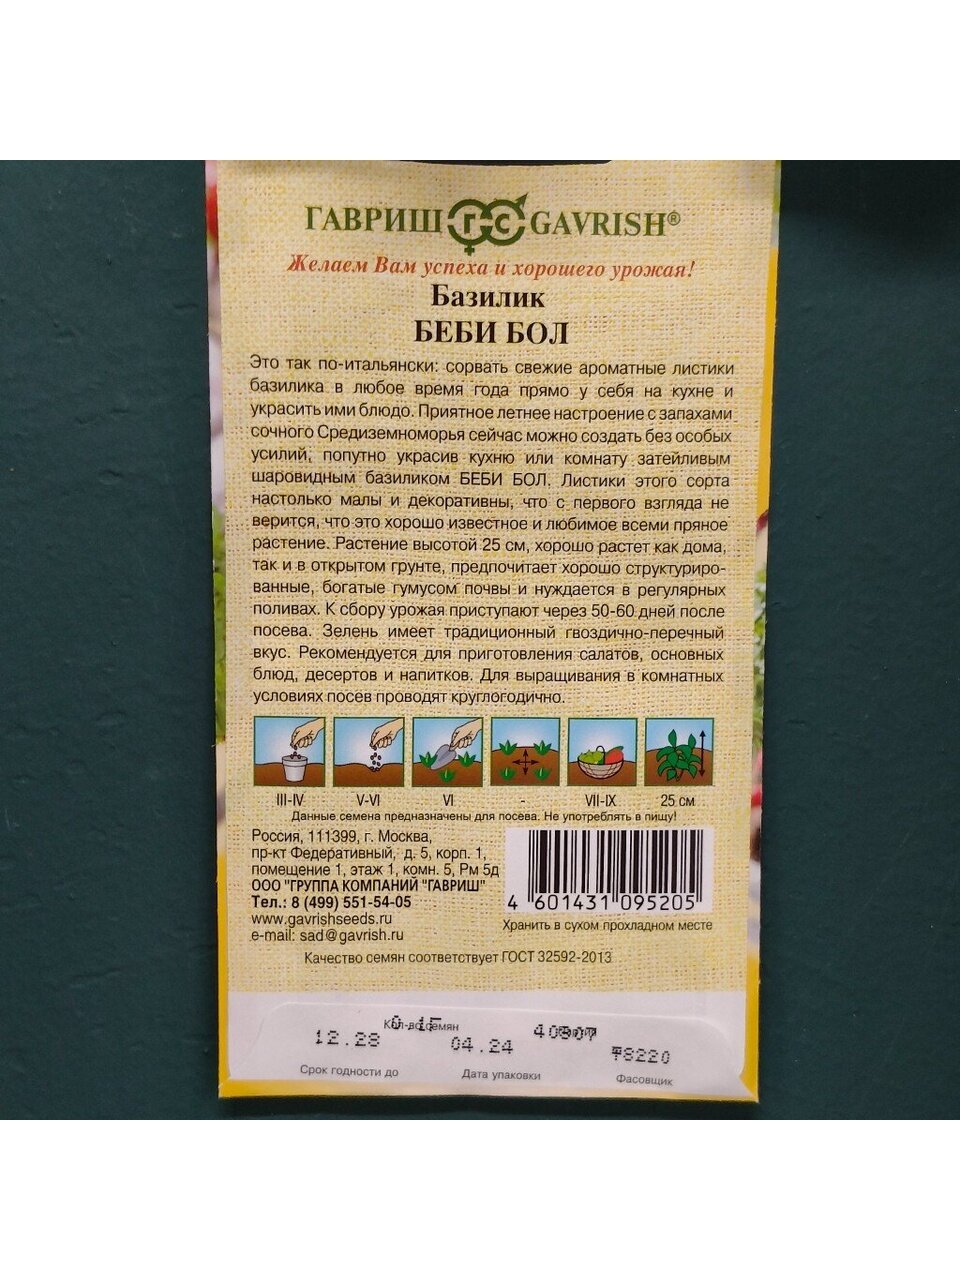 ГАВРИШ ГС GAVRISH®
Желаем Вам успеха и хорошего урожая!
Базилик
БЕБИ БОЛ
Это так по-итальянски: сорвать свежие ароматные листики
базилика в любое время года прямо у себя на кухне и
украсить ими блюдо. Приятное летнее настроение с запахами
сочного Средиземноморья сейчас можно создать без особых
усилий, попутно украсив кухню или комнату затейливым
шаровидным базиликом БЕБИ БОЛ. Листики этого сорта
настолько малы и декоративны, что с первого взгляда не
верится, что это хорошо известное и любимое всеми пряное
растение. Растение высотой 25 см, хорошо растет как дома,
так и в открытом грунте, предпочитает хорошо структуриро-
ванные, богатые гумусом почвы и нуждается в регулярных
поливах. К сбору урожая приступают через 50-60 дней после
посева. Зелень имеет традиционный гвоздично-перечный
вкус. Рекомендуется для приготовления салатов, основных
блюд, десертов и напитков. Для выращивания в комнатных
условиях посев проводят круглогодично.
III-IV V-VI VI - VII-IX 25 см
Данные семена предназначены для посева. Не употреблять в пищу!
Россия, 111399, г. Москва,
пр-кт Федеративный, д. 5, корп. 1,
помещение 1, этаж 1, комн. 5, Рм 5д
ООО "ГРУППА КОМПАНИЙ "ГАВРИШ"
Тел.: 8 (499) 551-54-05
www.gavrishseeds.ru
e-mail: sad@gavrish.ru
4 601431 095205
Хранить в сухом прохладном месте
Качество семян соответствует ГОСТ 32592-2013
Кол-во семян
12.28 04.24 78220
Срок годности до Дата упаковки Фасовщик